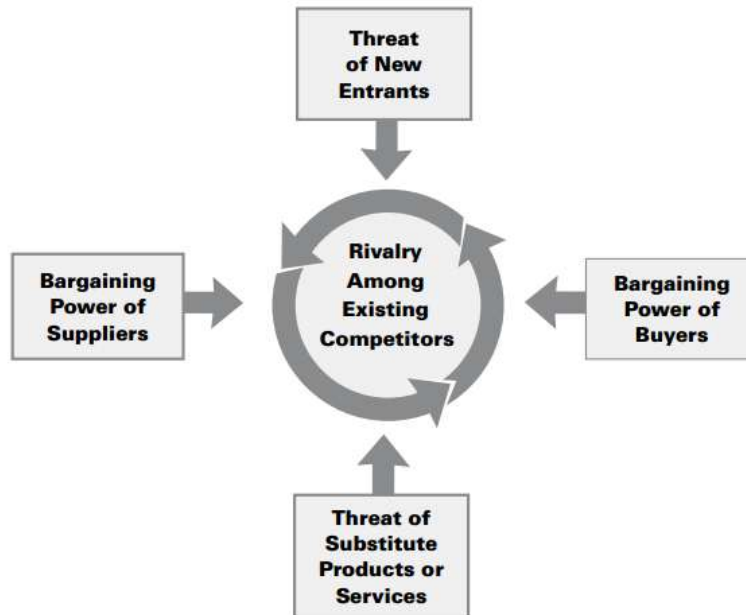 Threat
of New
Entrants
Rivalry
Among
Existing
Competitors
Bargaining
Power of
Suppliers
Bargaining
Power of
Buyers
Threat of
Substitute
Products or
Services